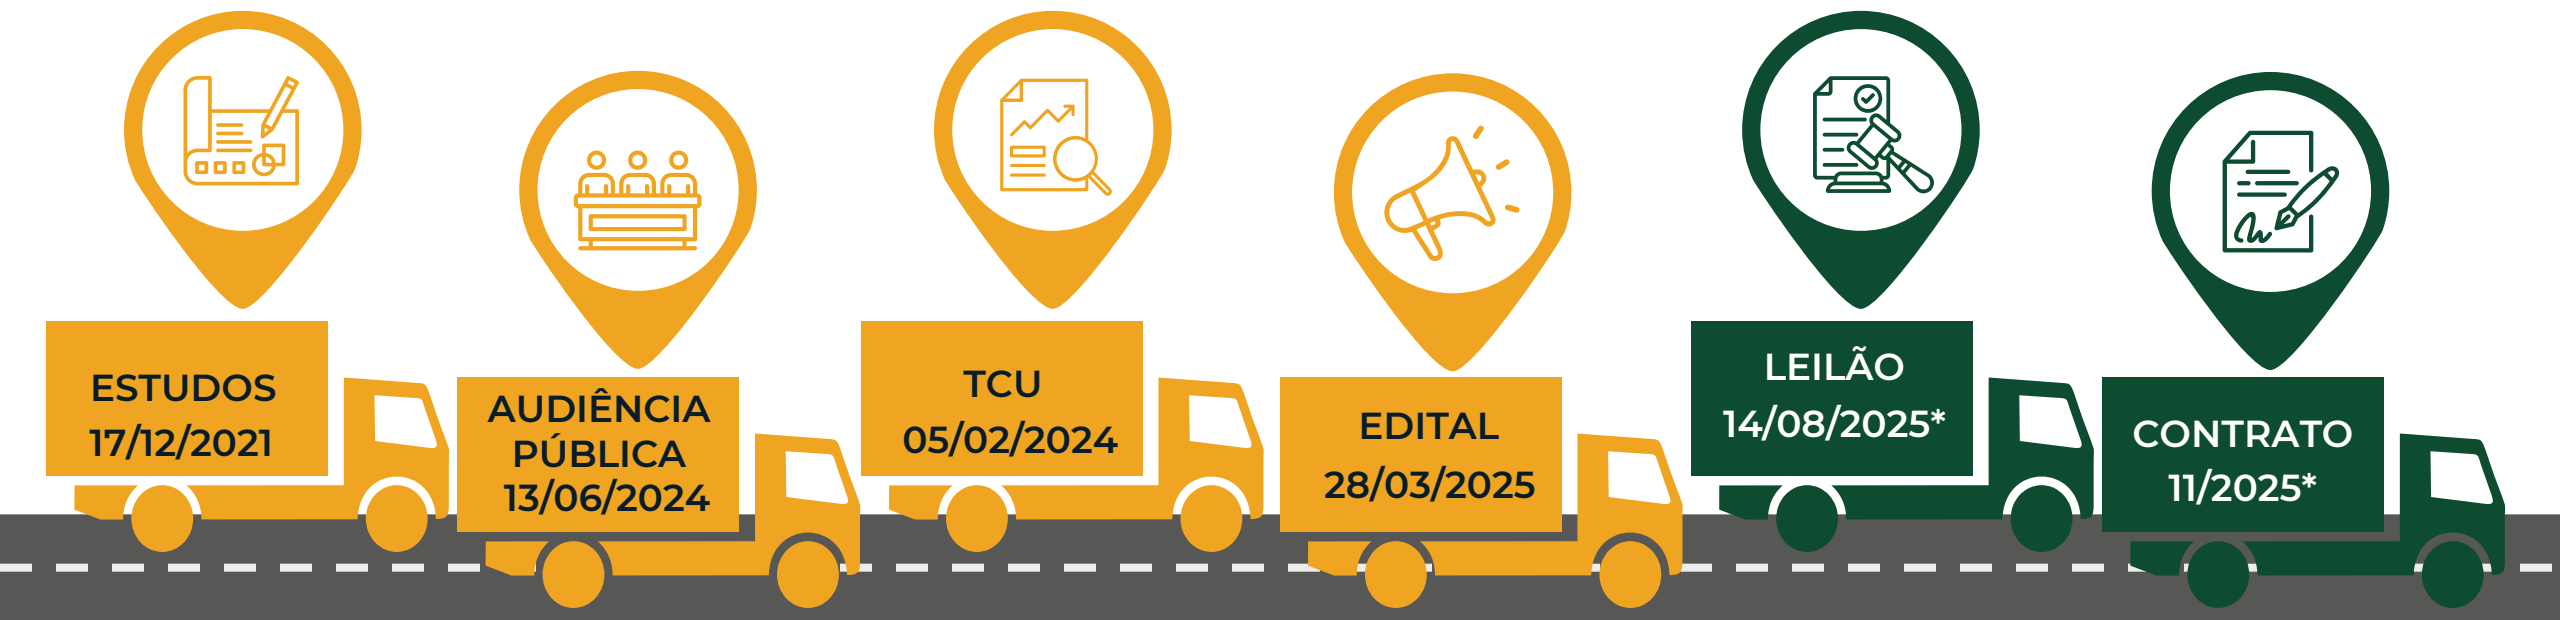 ESTUDOS
17/12/2021
AUDIÊNCIA
PÚBLICA
13/06/2024
TCU
05/02/2024
EDITAL
28/03/2025
LEILÃO
14/08/2025*
CONTRATO
11/2025*